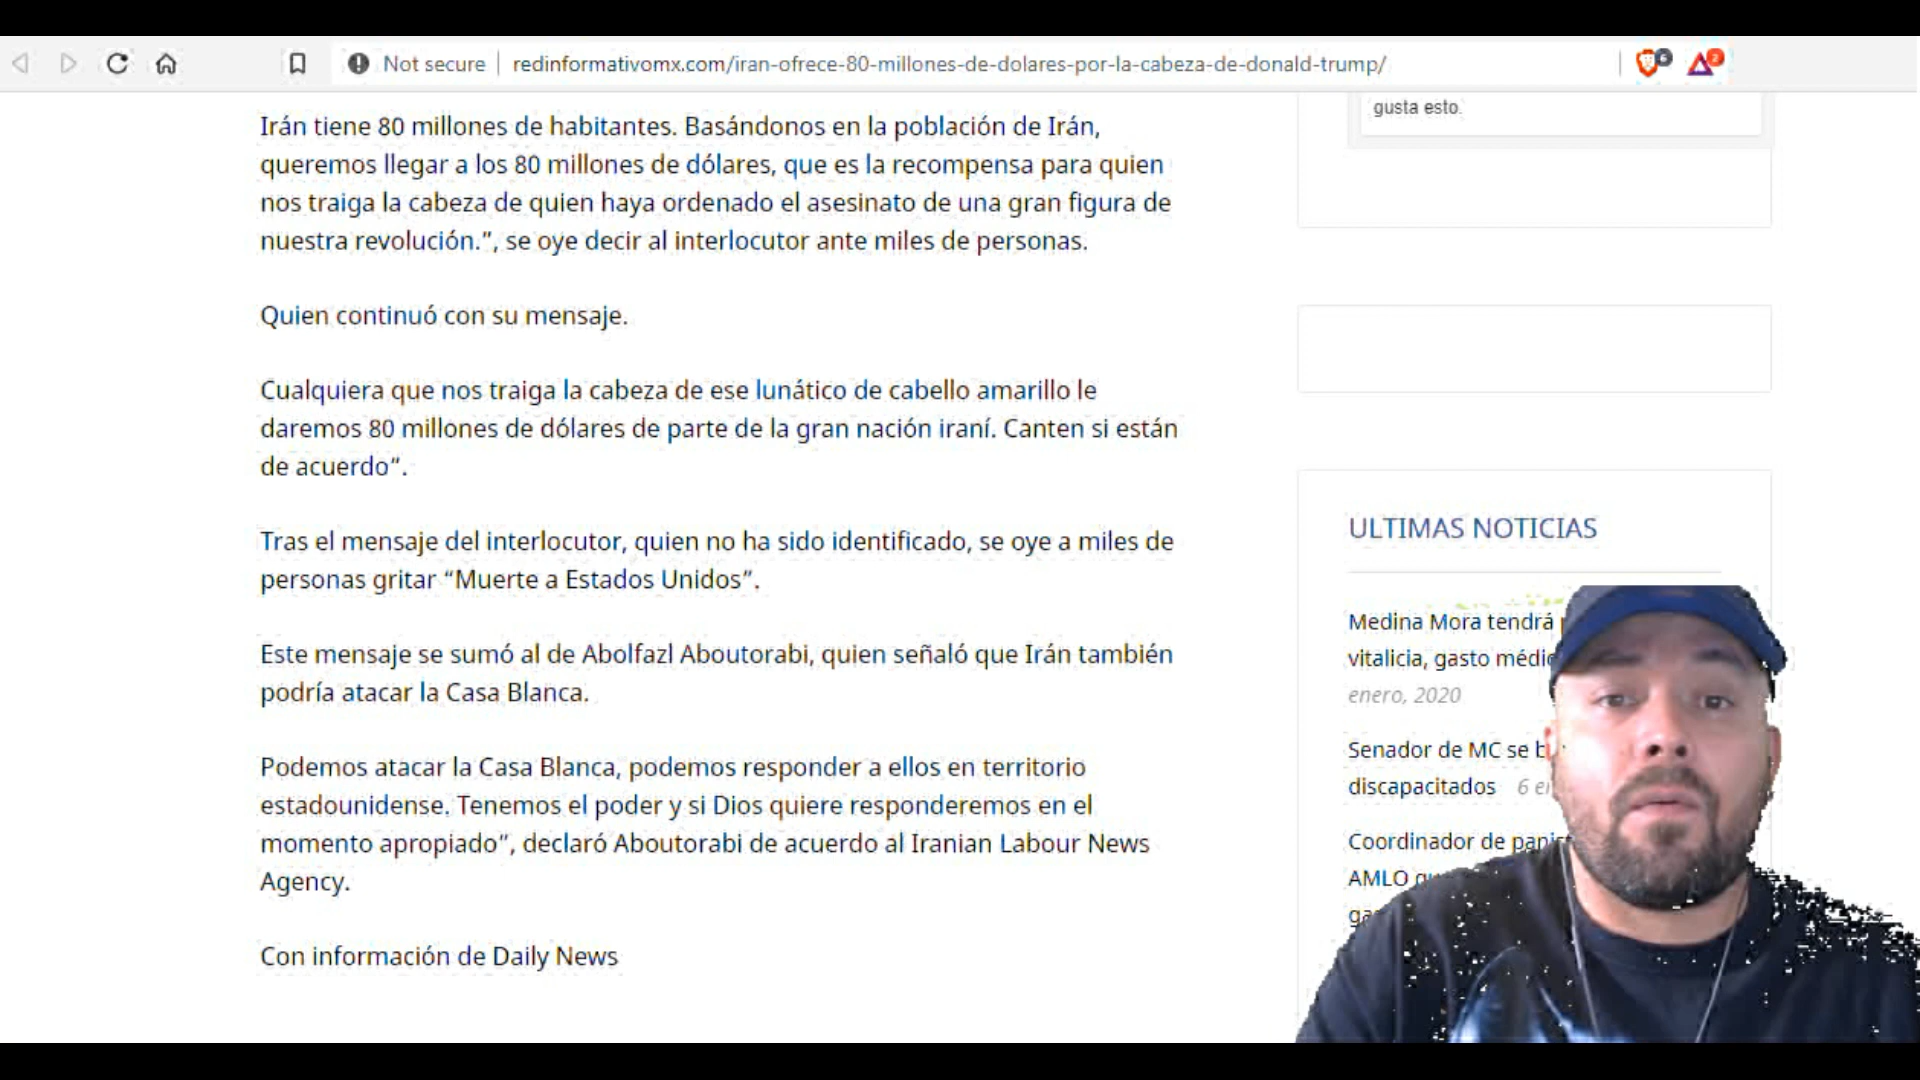 Not secure
redinformativomx.com/iran-ofrece-80-millones-de-dolares-por-la-cabeza-de-donald-trump/
Irán tiene 80 millones de habitantes. Basándonos en la población de Irán,
queremos llegar a los 80 millones de dólares, que es la recompensa para quien
nos traiga la cabeza de quien haya ordenado el asesinato de una gran figura de
nuestra revolución.”, se oye decir al interlocutor ante miles de personas.
Quien continuó con su mensaje.
Cualquiera que nos traiga la cabeza de ese lunático de cabello amarillo le
daremos 80 millones de dólares de parte de la gran nación iraní. Canten si están
de acuerdo”.
Tras el mensaje del interlocutor, quien no ha sido identificado, se oye a miles de
personas gritar “Muerte a Estados Unidos”.
Este mensaje se sumó al de Abolfazl Aboutorabi, quien señaló que Irán también
podría atacar la Casa Blanca.
Podemos atacar la Casa Blanca, podemos responder a ellos en territorio
estadounidense. Tenemos el poder y si Dios quiere responderemos en el
momento apropiado”, declaró Aboutorabi de acuerdo al Iranian Labour News
Agency.
Con información de Daily News
gusta esto.
ULTIMAS NOTICIAS
Medina Mora tendrá
vitalicia, gasto
enero, 2020
Senador de MC se
discapacitados 6
Coordinador de
AMLO